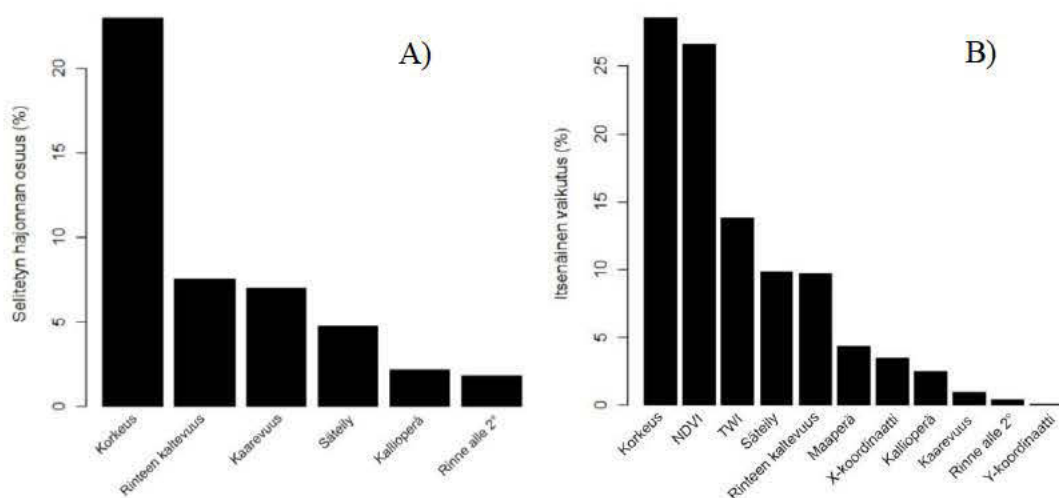 A)
Selitetyn hajonnan osuus (%)
20
15
10
5
0
Korkeus
Rinteen kaltevuus
Kaarevuus
Säteily
Kallioperä
Rinne alle 2°
B)
Itsenäinen vaikutus (%)
25
20
15
10
5
0
Korkeus
NDVI
TWI
Säteily
Rinteen kaltevuus
Maaperä
X-koordinaatti
Kallioperä
Kaarevuus
Rinne alle 2°
Y-koordinaatti